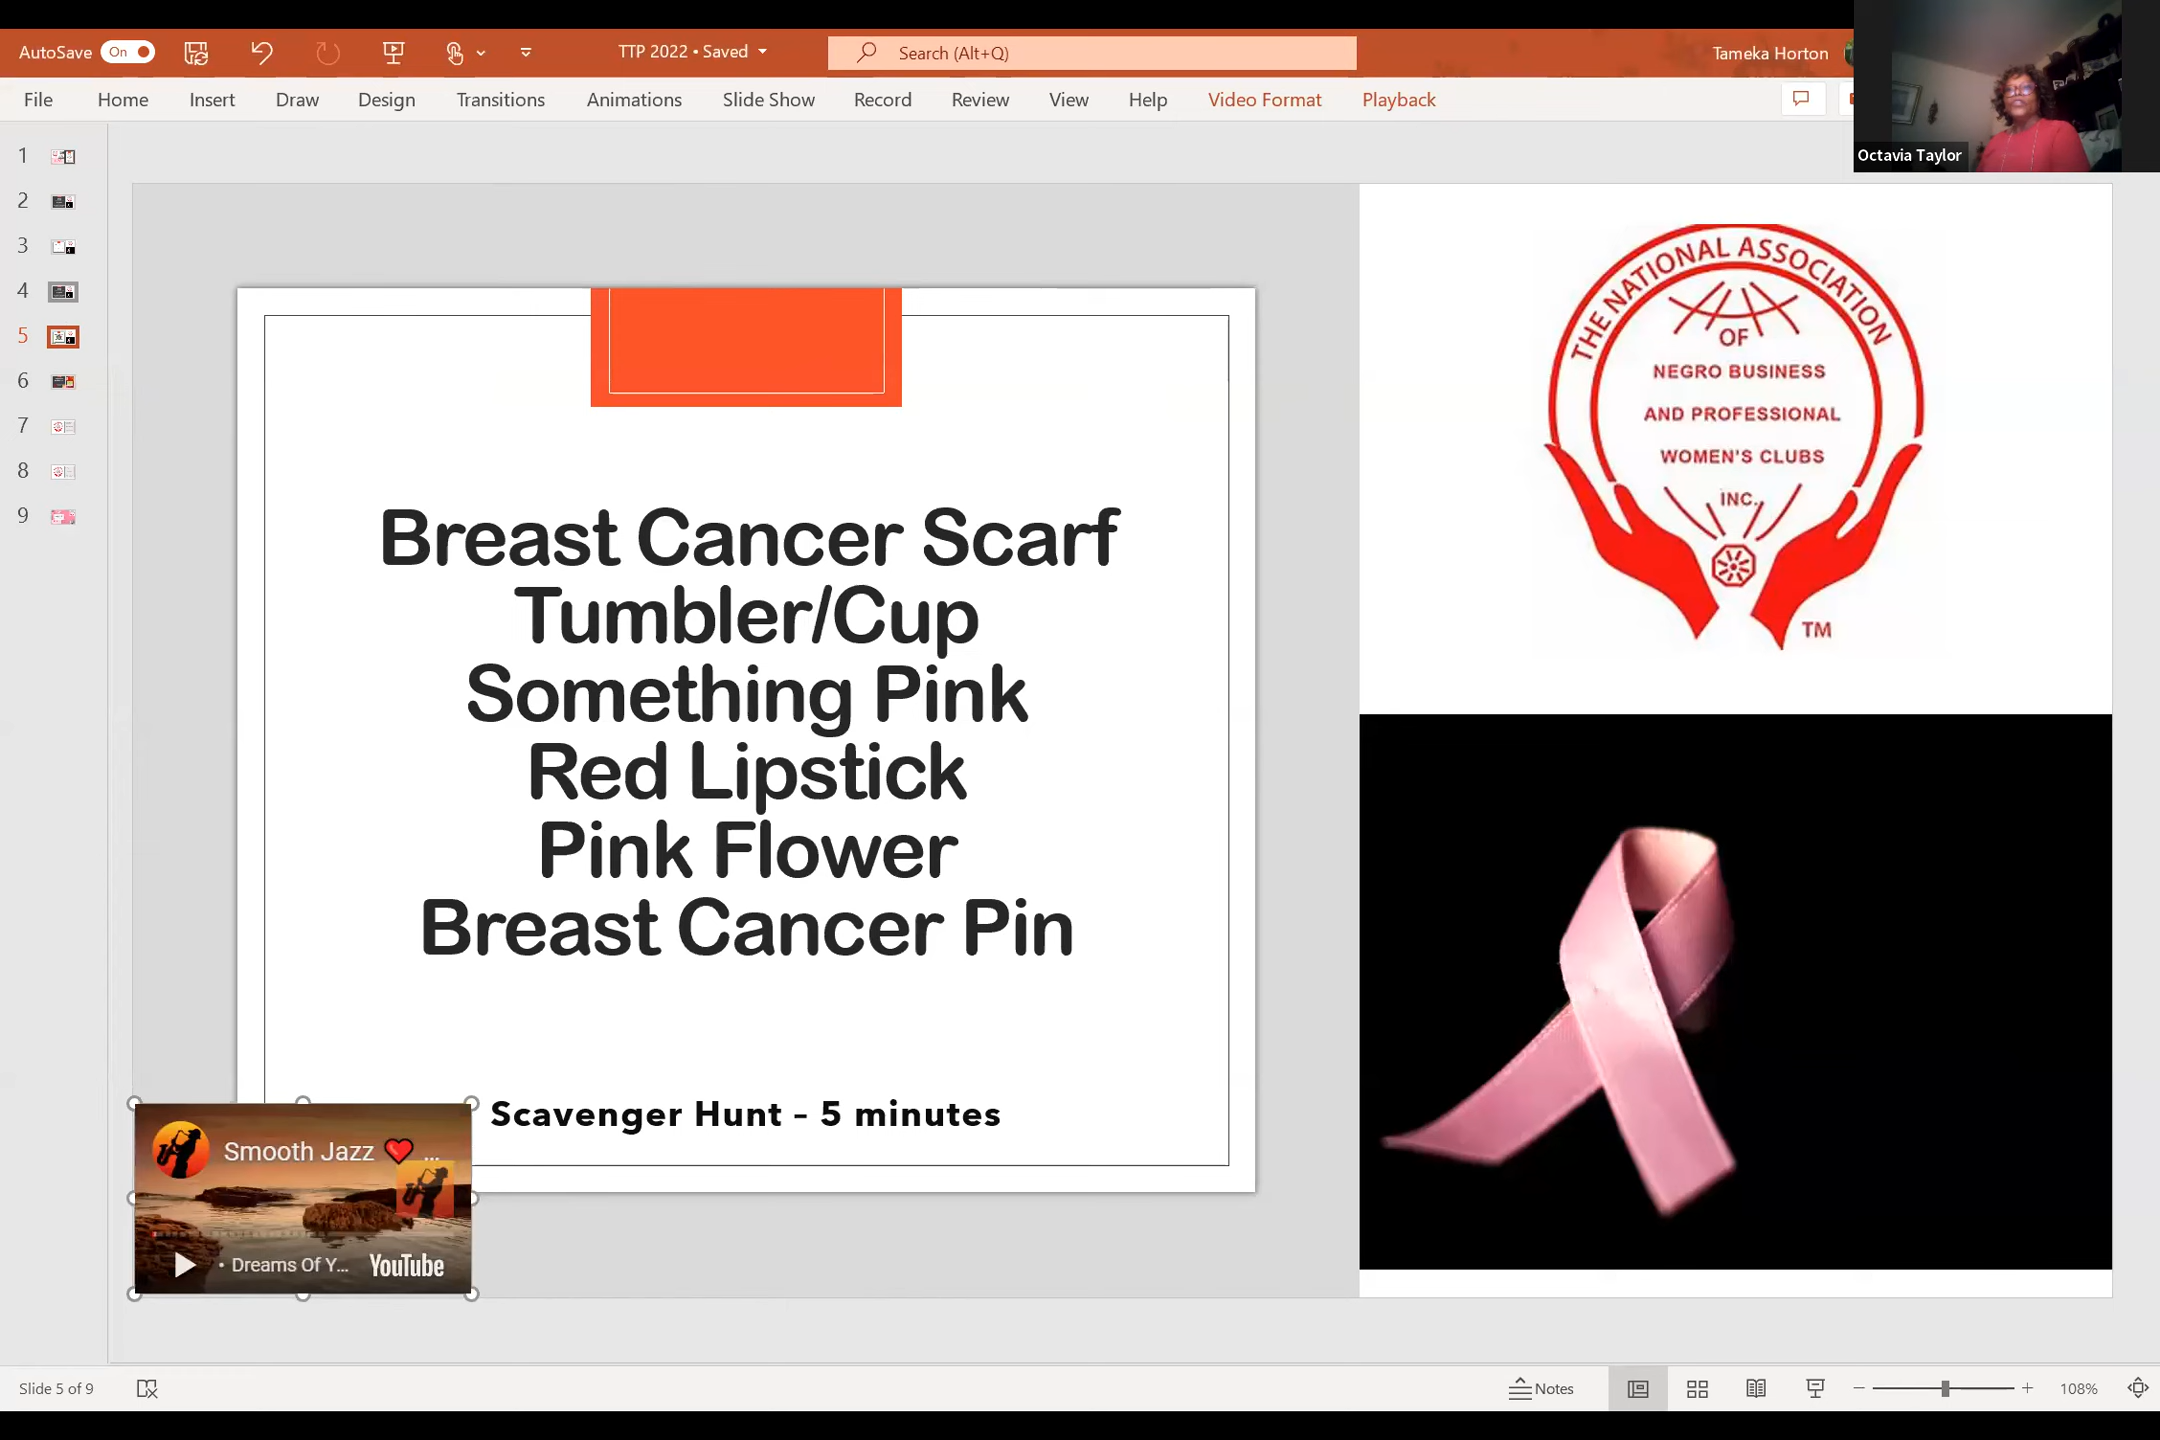 AutoSave On
TTP 2022 • Saved
Search (Alt+Q)
Tameka Horton
File Home Insert Draw Design Transitions Animations Slide Show Record Review View Help Video Format Playback
Octavia Taylor
1
2
3
4
5
6
7
8
9
Breast Cancer Scarf
Tumbler/Cup
Something Pink
Red Lipstick
Pink Flower
Breast Cancer Pin
Scavenger Hunt – 5 minutes
Smooth Jazz ❤ ...
• Dreams Of Y...
YouTube
THE NATIONAL ASSOCIATION
OF
NEGRO BUSINESS
AND PROFESSIONAL
WOMEN'S CLUBS
INC.
TM
Slide 5 of 9
Notes
108%